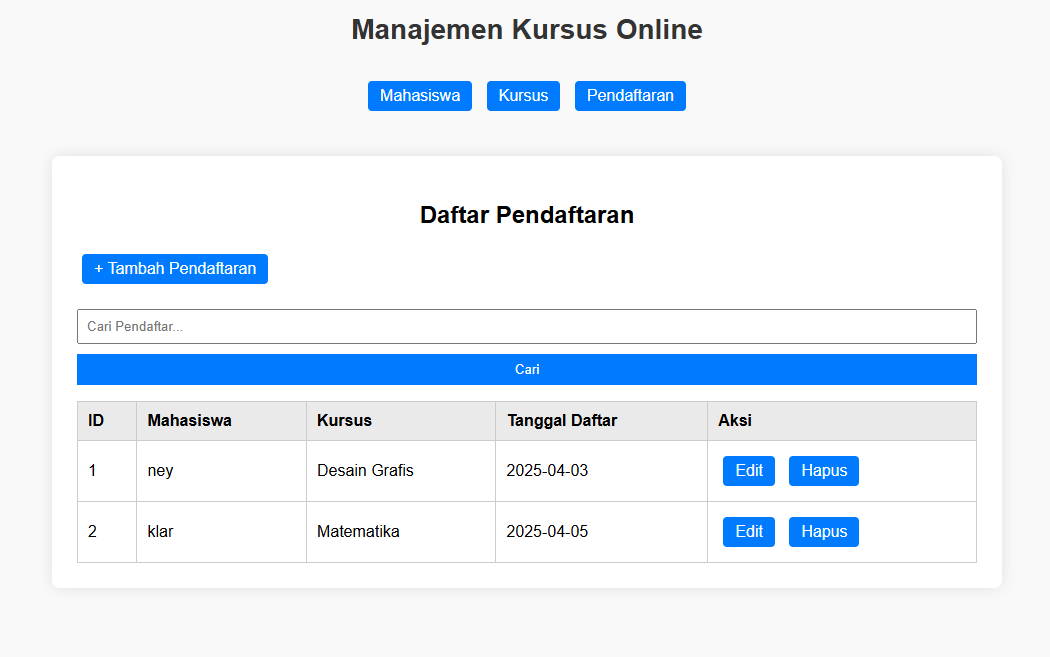 Manajemen Kursus Online
Mahasiswa Kursus Pendaftaran
Daftar Pendaftaran
+ Tambah Pendaftaran
Cari Pendaftar...
Cari
ID Mahasiswa Kursus Tanggal Daftar Aksi
1 ney Desain Grafis 2025-04-03 Edit Hapus
2 klar Matematika 2025-04-05 Edit Hapus